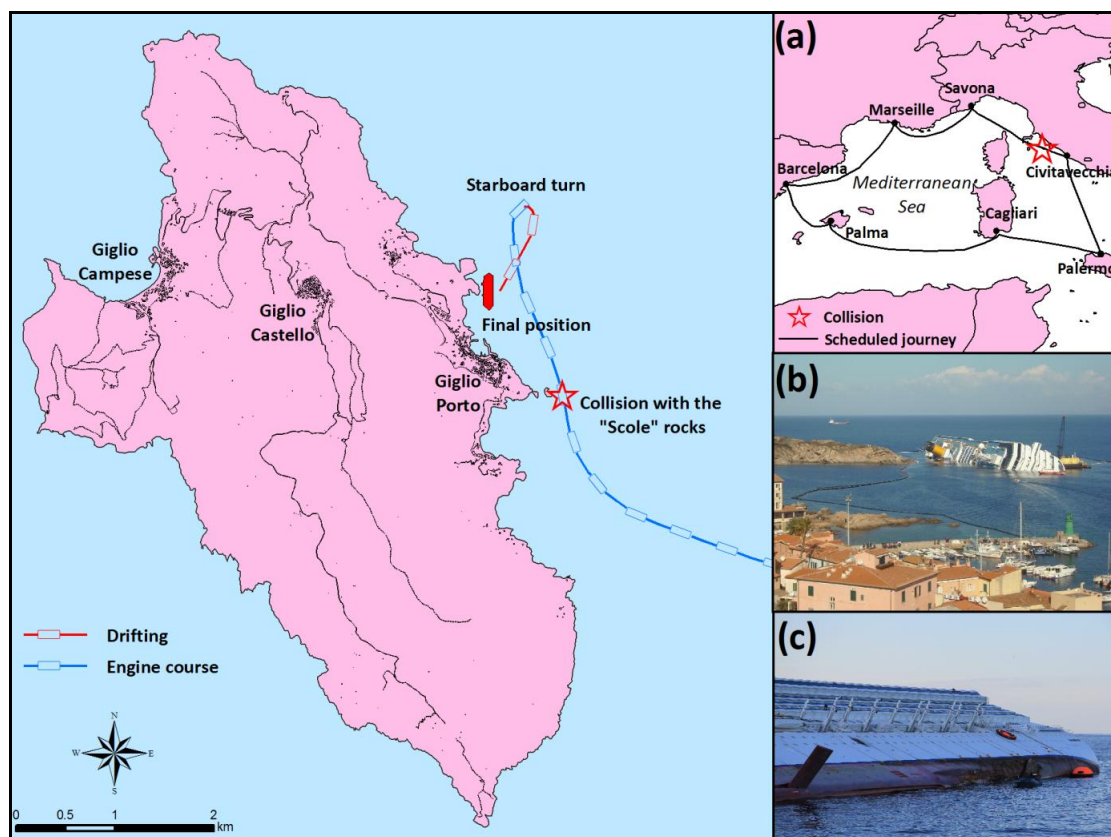 Starboard turn
Giglio
Campese
Giglio
Castello
Final position
Giglio
Porto
Collision with the
"Scole" rocks
Drifting
Engine course
N
W
E
S
0
0.5
1
2
km
(a)
Savona
Marseille
Barcelona
Civitavecchia
Mediterranean
Sea
Cagliari
Palma
Palermo
Collision
Scheduled journey
(b)
(c)